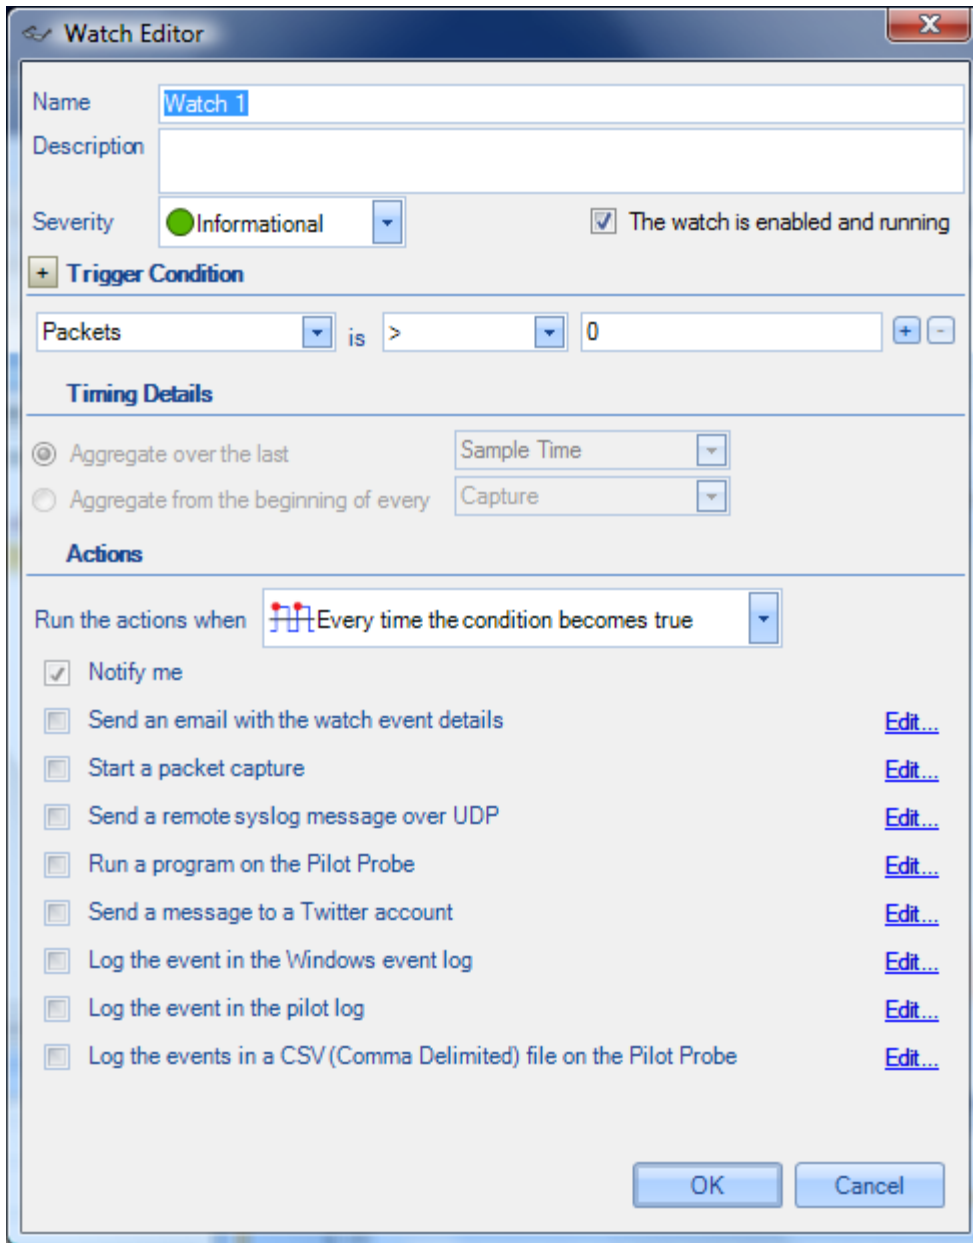 Watch Editor
Name Watch 1
Description
Severity Informational The watch is enabled and running
+ Trigger Condition
Packets is > 0 + -
Timing Details
Aggregate over the last Sample Time
Aggregate from the beginning of every Capture
Actions
Run the actions when Every time the condition becomes true
Notify me
Send an email with the watch event details Edit...
Start a packet capture Edit...
Send a remote syslog message over UDP Edit...
Run a program on the Pilot Probe Edit...
Send a message to a Twitter account Edit...
Log the event in the Windows event log Edit...
Log the event in the pilot log Edit...
Log the events in a CSV (Comma Delimited) file on the Pilot Probe Edit...
OK Cancel